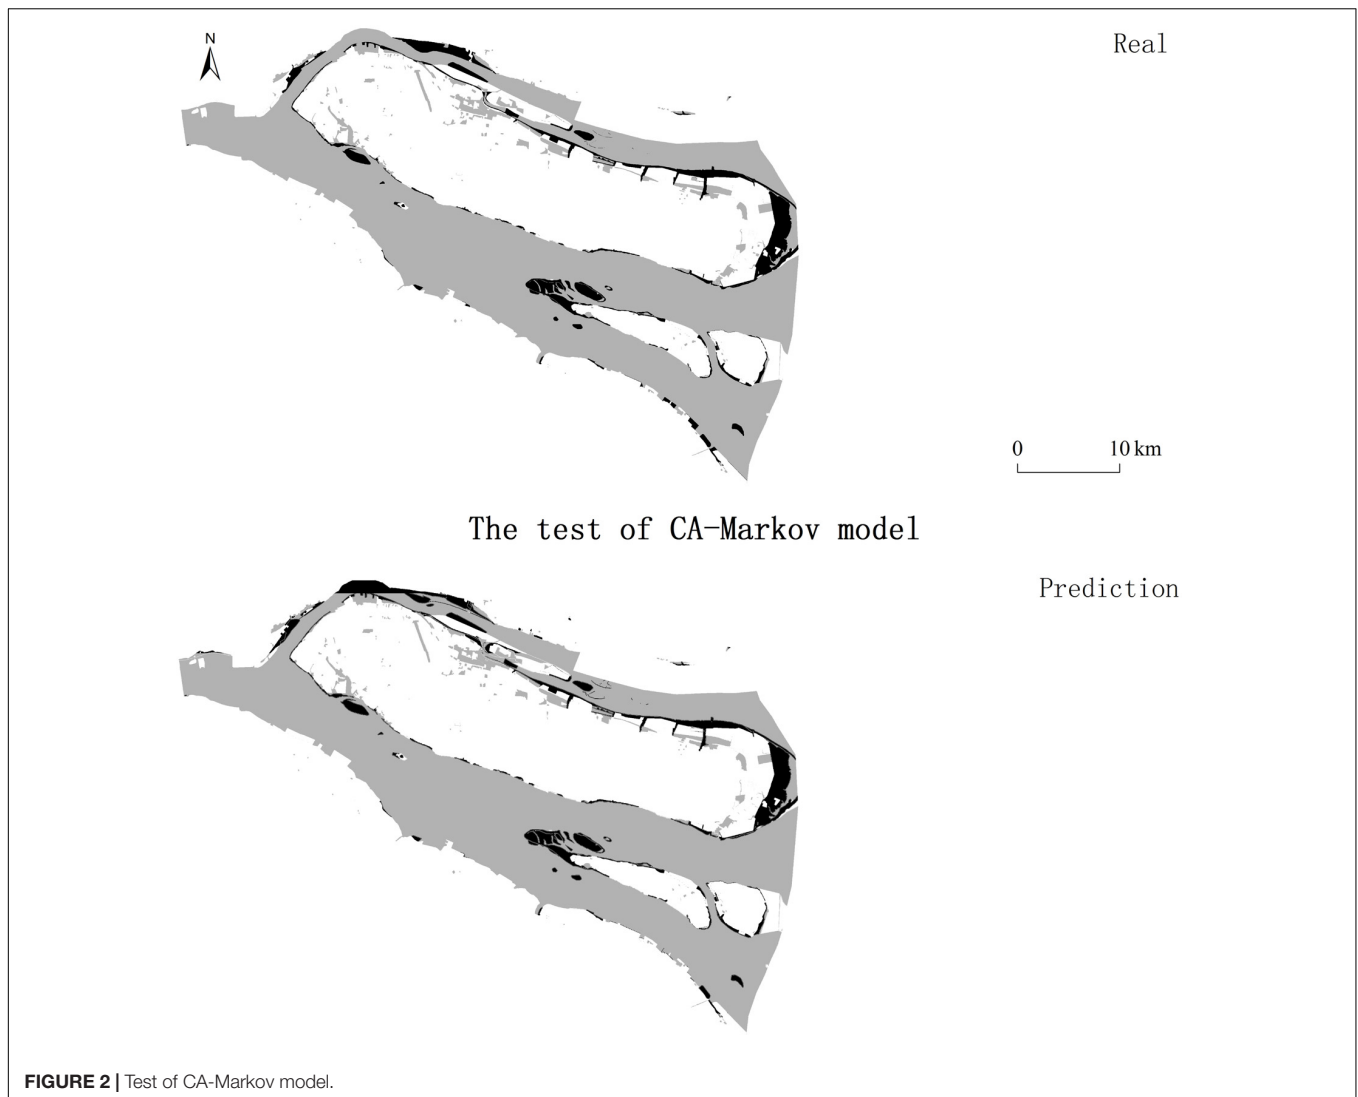 N
Real
0 10 km
The test of CA-Markov model
Prediction
FIGURE 2 | Test of CA-Markov model.